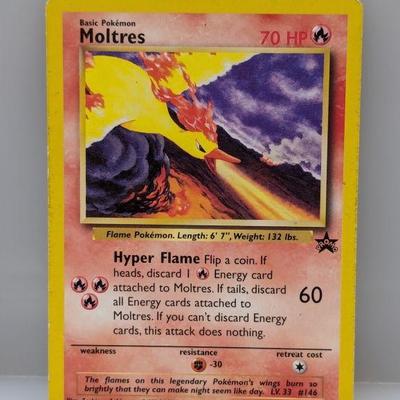 Basic Pokémon
Moltres 70 HP
Flame Pokémon. Length: 6' 7", Weight: 132 lbs.
PROMO
Hyper Flame Flip a coin. If
heads, discard 1 Energy card
attached to Moltres. If tails, discard
all Energy cards attached to
Moltres. If you can't discard Energy
cards, this attack does nothing.
60
weakness resistance retreat cost
-30
The flames on this legendary Pokémon's wings burn so
brightly that they can make night seem like day. LV. 33 #146